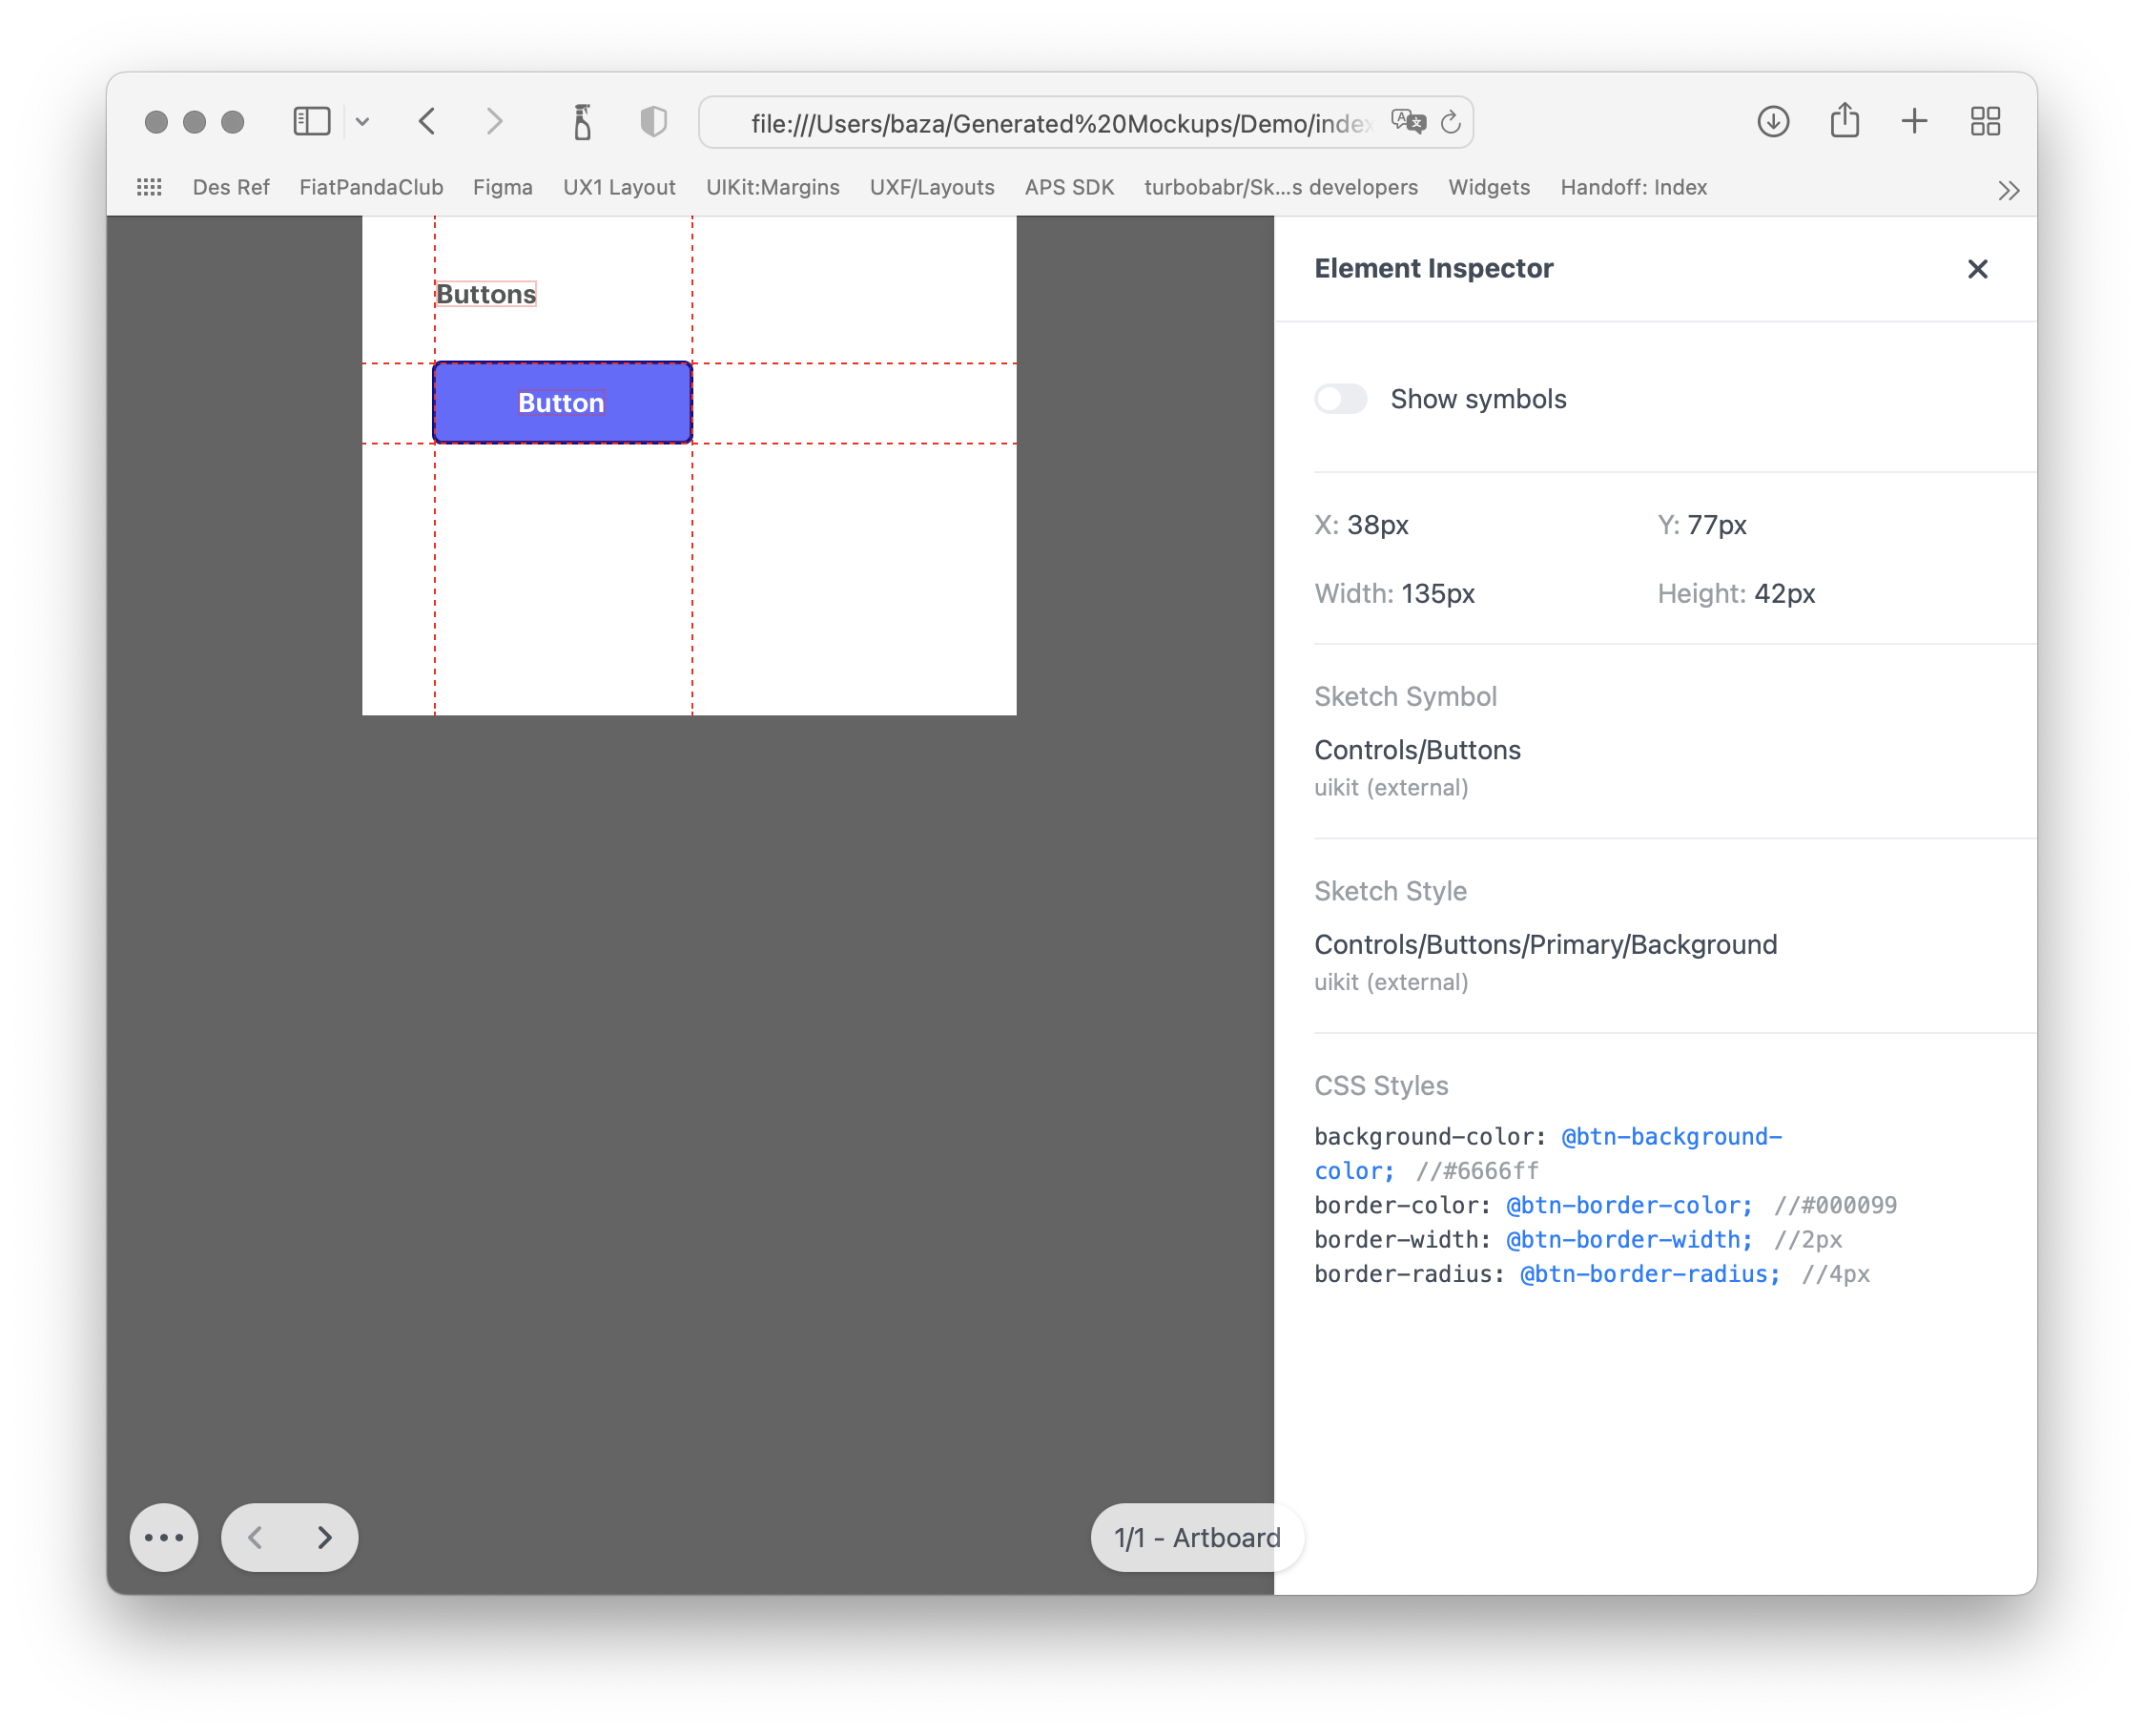 file:///Users/baza/Generated%20Mockups/Demo/index
Des Ref FiatPandaClub Figma UX1 Layout UIKit:Margins UXF/Layouts APS SDK turbobabr/Sk...s developers Widgets Handoff: Index
Buttons
Button
Element Inspector
Show symbols
X: 38px Y: 77px
Width: 135px Height: 42px
Sketch Symbol
Controls/Buttons
uikit (external)
Sketch Style
Controls/Buttons/Primary/Background
uikit (external)
CSS Styles
background-color: @btn-background-
color; //#6666ff
border-color: @btn-border-color; //#000099
border-width: @btn-border-width; //2px
border-radius: @btn-border-radius; //4px
1/1 - Artboard